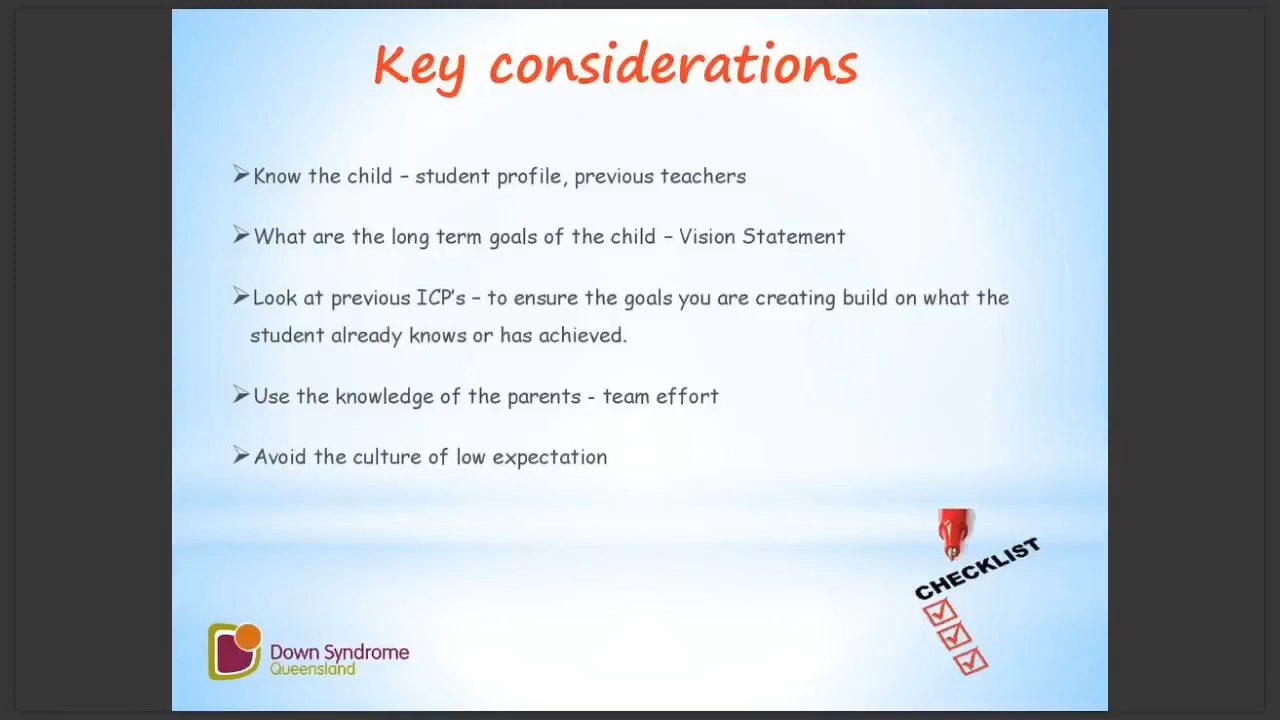 Key considerations
Know the child – student profile, previous teachers
What are the long term goals of the child – Vision Statement
Look at previous ICP's – to ensure the goals you are creating build on what the
student already knows or has achieved.
Use the knowledge of the parents - team effort
Avoid the culture of low expectation
CHECKLIST
Down Syndrome
Queensland